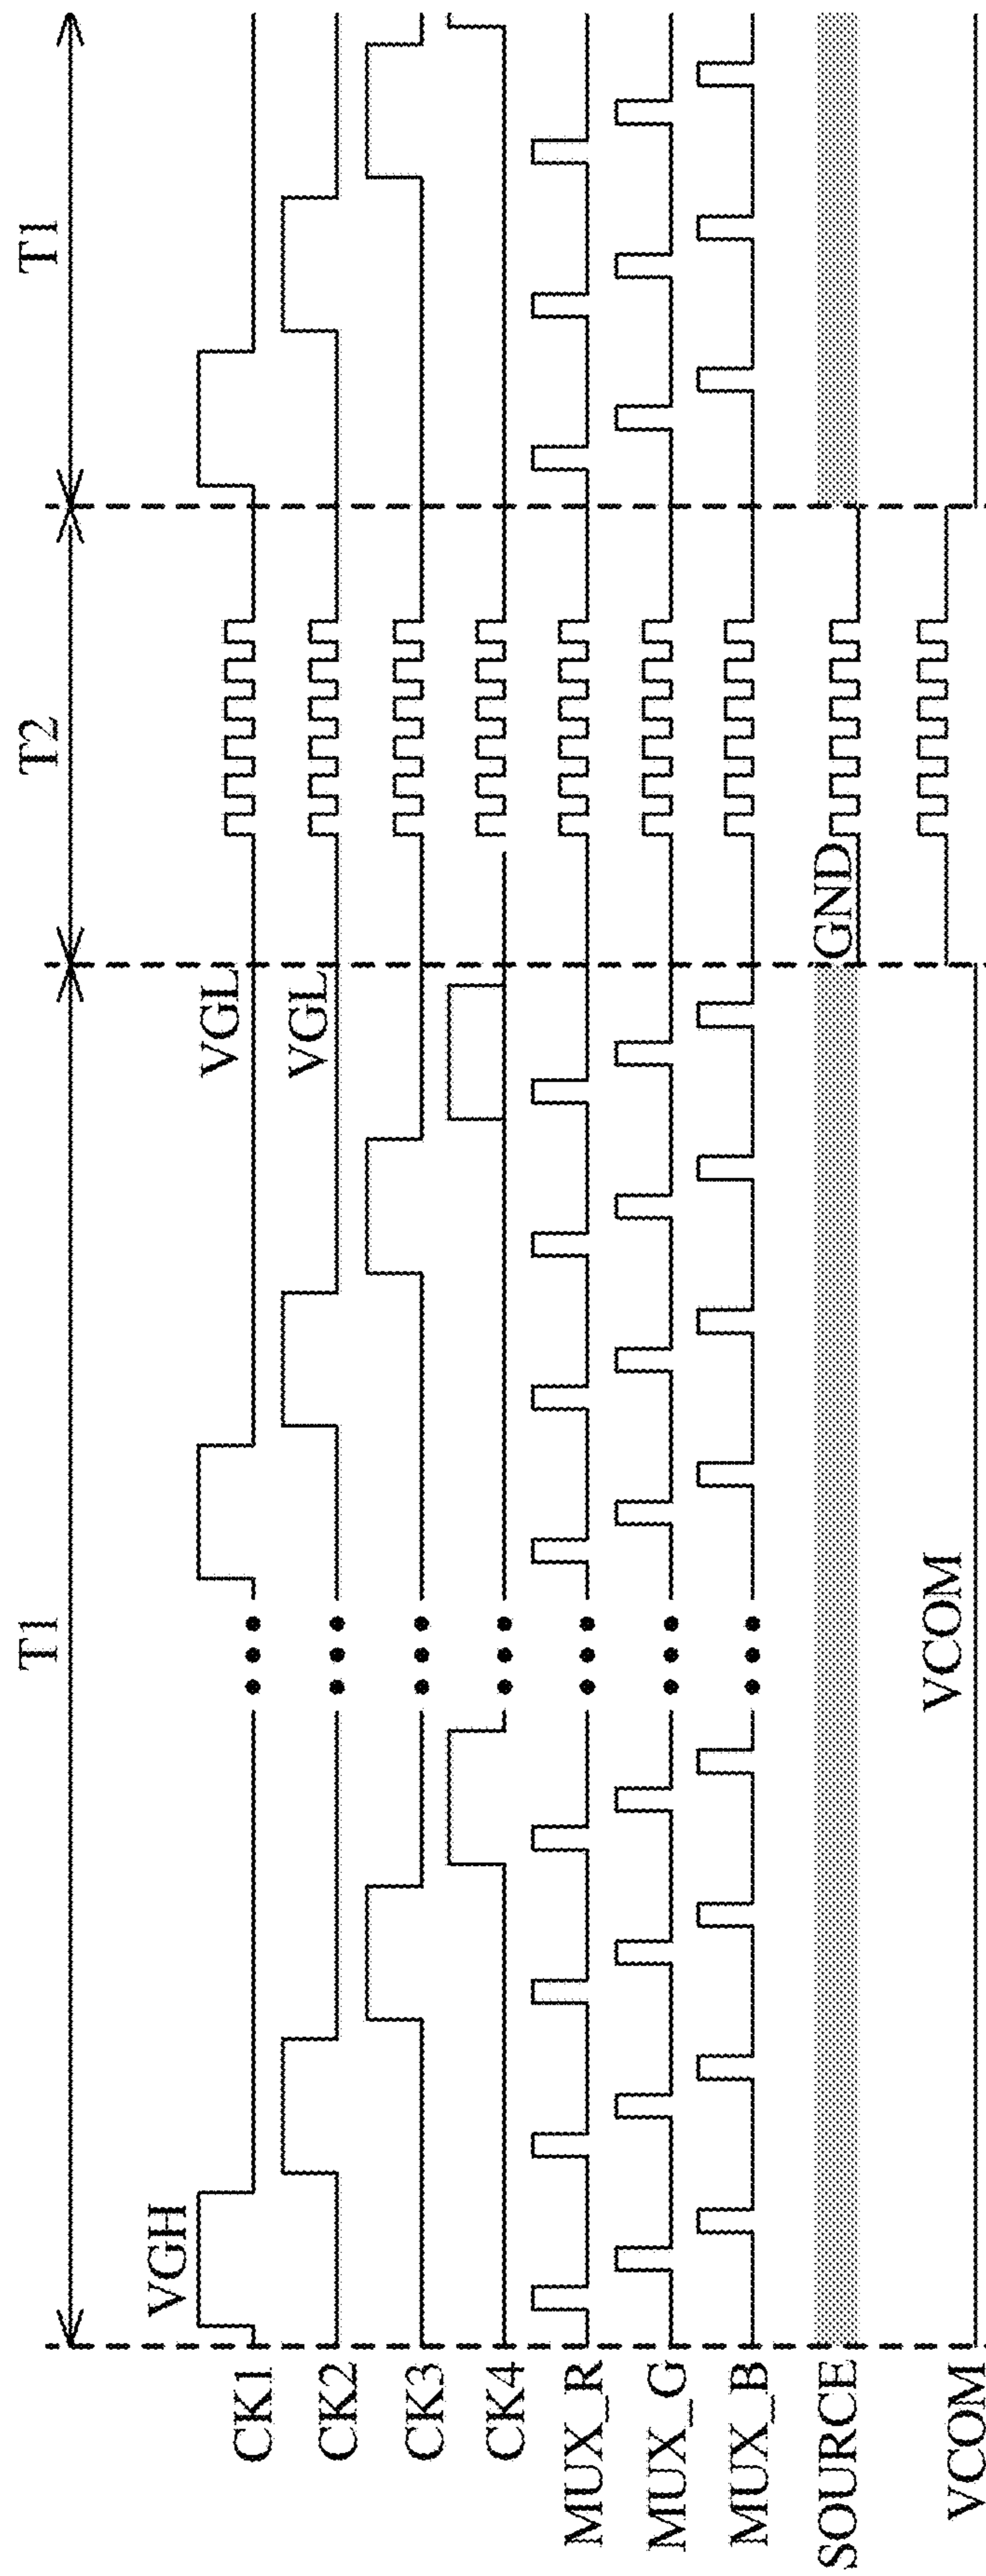 T1
T2
T1
VGH
CK1
VGL
CK2
VGL
CK3
CK4
MUX_R
MUX_G
MUX_B
SOURCE
GND
VCOM
VCOM